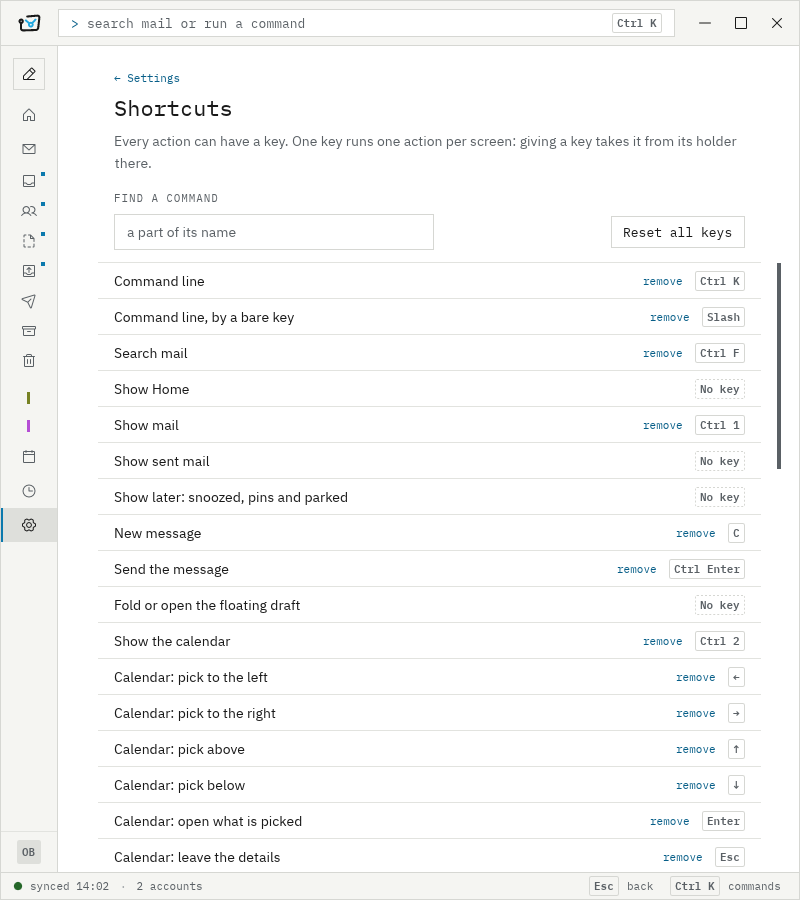 > search mail or run a command Ctrl K
← Settings
Shortcuts
Every action can have a key. One key runs one action per screen: giving a key takes it from its holder
there.
FIND A COMMAND
a part of its name
Reset all keys
Command line remove Ctrl K
Command line, by a bare key remove Slash
Search mail remove Ctrl F
Show Home No key
Show mail remove Ctrl 1
Show sent mail No key
Show later: snoozed, pins and parked No key
New message remove C
Send the message remove Ctrl Enter
Fold or open the floating draft No key
Show the calendar remove Ctrl 2
Calendar: pick to the left remove ←
Calendar: pick to the right remove →
Calendar: pick above remove ↑
Calendar: pick below remove ↓
Calendar: open what is picked remove Enter
Calendar: leave the details remove Esc
OB
synced 14:02 · 2 accounts Esc back Ctrl K commands